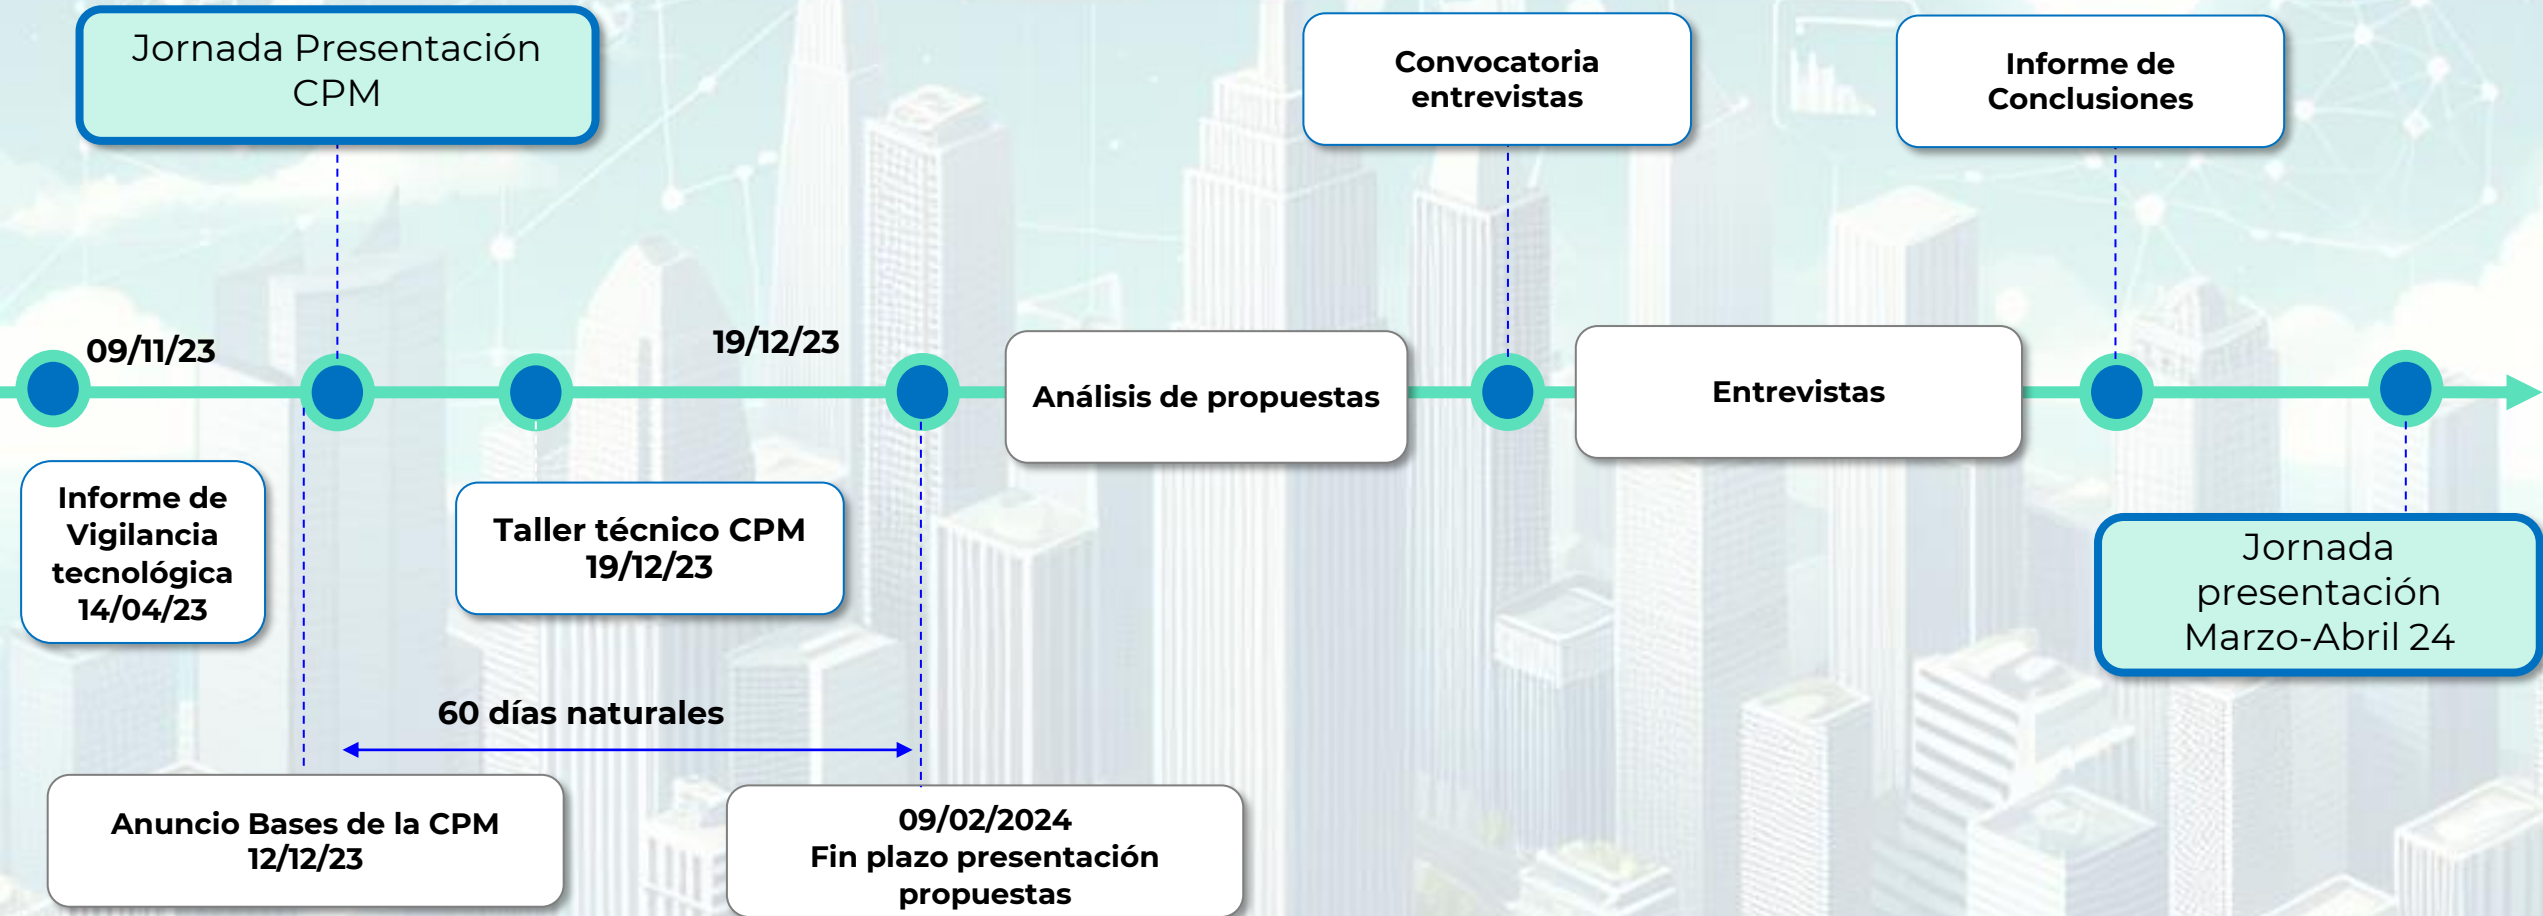 Jornada Presentación
CPM
Convocatoria
entrevistas
Informe de
Conclusiones
09/11/23
19/12/23
Análisis de propuestas
Entrevistas
Informe de
Vigilancia
tecnológica
14/04/23
Taller técnico CPM
19/12/23
Jornada
presentación
Marzo-Abril 24
60 días naturales
Anuncio Bases de la CPM
12/12/23
09/02/2024
Fin plazo presentación
propuestas